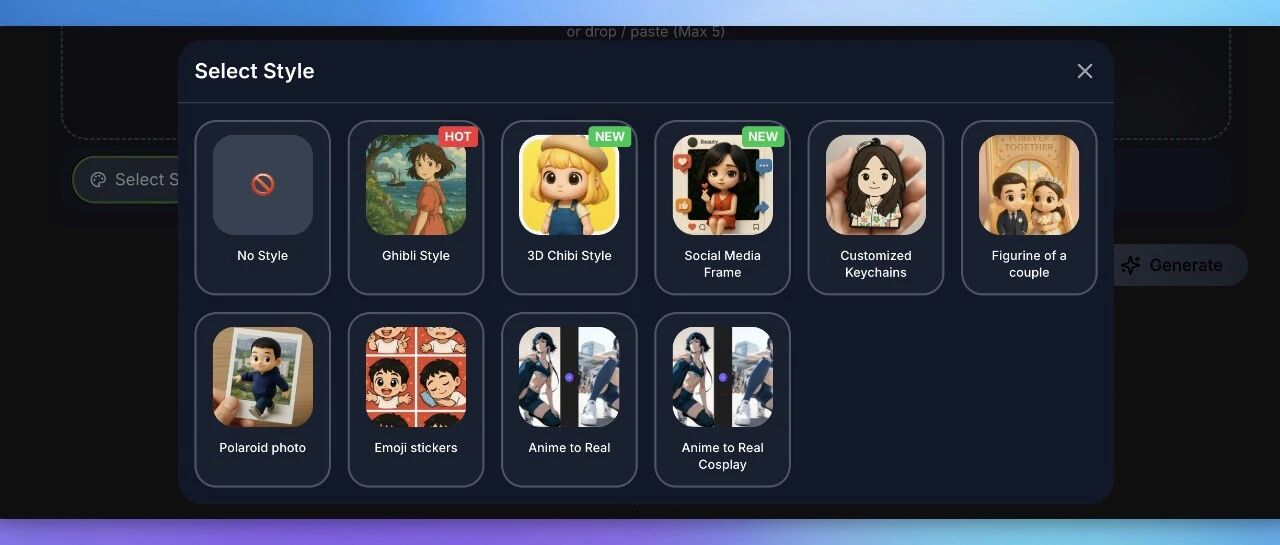 or drop / paste (Max 5)
Select Style
HOT
NEW
NEW
Beauty
FOREVER
TOGETHER
No Style
Ghibli Style
3D Chibi Style
Social Media
Frame
Customized
Keychains
Figurine of a
couple
Select S
Generate
Polaroid photo
Emoji stickers
Anime to Real
Anime to Real
Cosplay